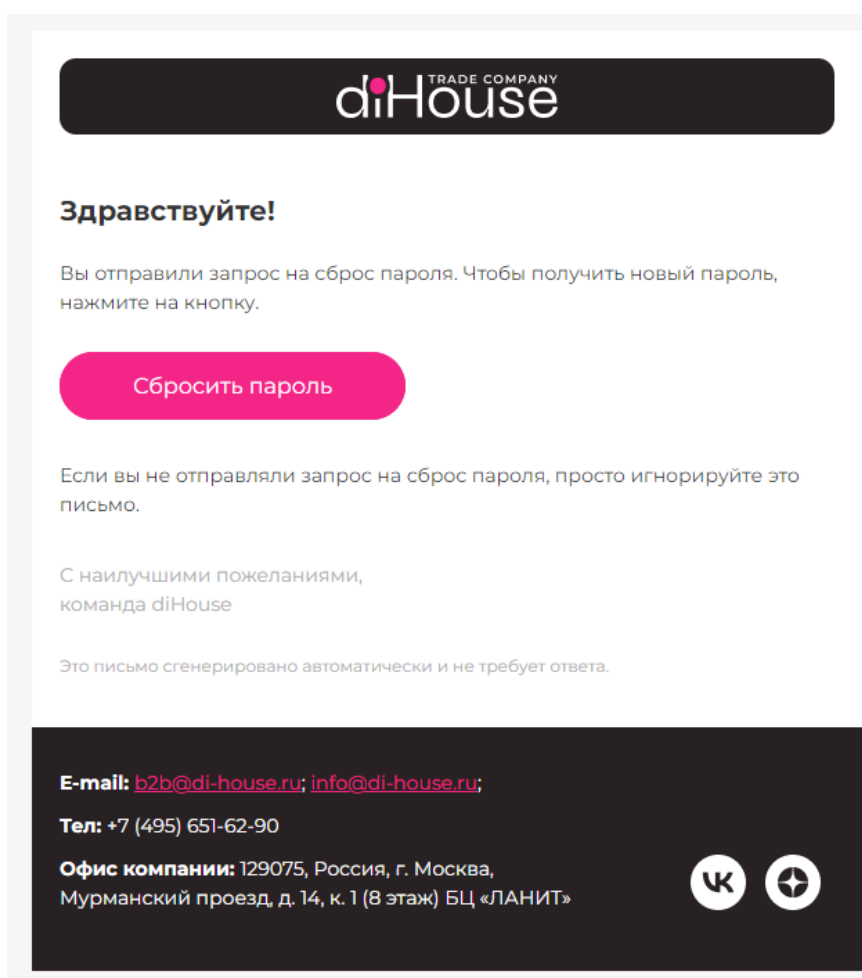 TRADE COMPANY
diHouse
Здравствуйте!
Вы отправили запрос на сброс пароля. Чтобы получить новый пароль,
нажмите на кнопку.
Сбросить пароль
Если вы не отправляли запрос на сброс пароля, просто игнорируйте это
письмо.
С наилучшими пожеланиями,
команда diHouse
Это письмо сгенерировано автоматически и не требует ответа.
E-mail: b2b@di-house.ru; info@di-house.ru;
Тел: +7 (495) 651-62-90
Офис компании: 129075, Россия, г. Москва,
Мурманский проезд, д. 14, к. 1 (8 этаж) БЦ «ЛАНИТ»